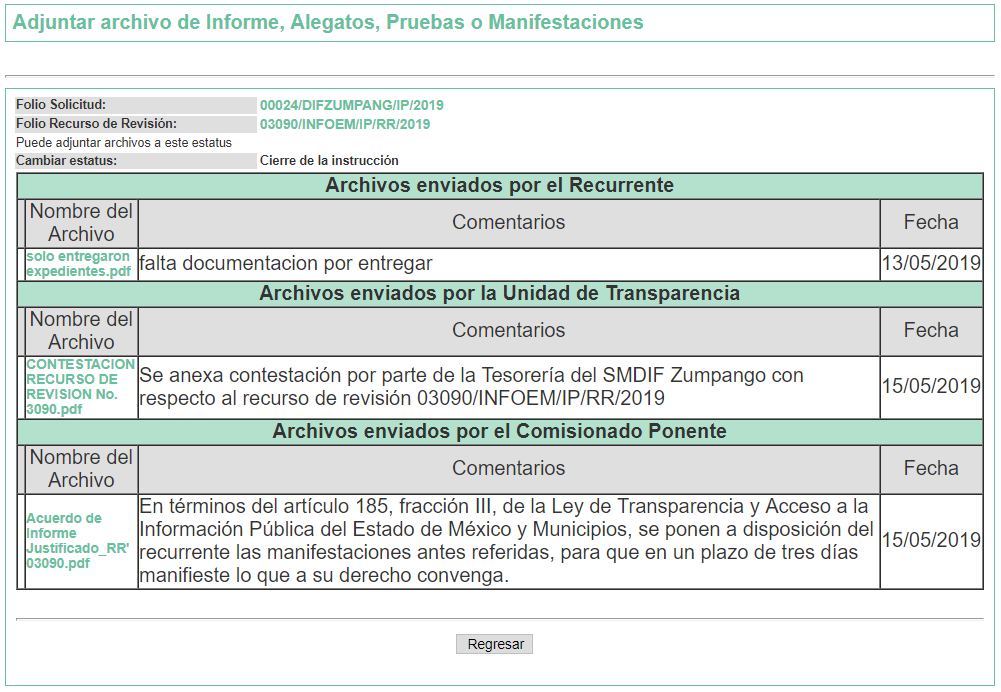 Adjuntar archivo de Informe, Alegatos, Pruebas o Manifestaciones
Folio Solicitud: 00024/DIFZUMPANG/IP/2019
Folio Recurso de Revisión: 03090/INFOEM/IP/RR/2019
Puede adjuntar archivos a este estatus
Cambiar estatus: Cierre de la instrucción
Archivos enviados por el Recurrente
Nombre del
Archivo
Comentarios
Fecha
solo entregaron
expedientes.pdf
falta documentacion por entregar
13/05/2019
Archivos enviados por la Unidad de Transparencia
Nombre del
Archivo
Comentarios
Fecha
CONTESTACION
RECURSO DE
REVISION No.
3090.pdf
Se anexa contestación por parte de la Tesorería del SMDIF Zumpango con
respecto al recurso de revisión 03090/INFOEM/IP/RR/2019
15/05/2019
Archivos enviados por el Comisionado Ponente
Nombre del
Archivo
Comentarios
Fecha
Acuerdo de
Informe
Justificado_RR'
03090.pdf
En términos del artículo 185, fracción III, de la Ley de Transparencia y Acceso a la
Información Pública del Estado de México y Municipios, se ponen a disposición del
recurrente las manifestaciones antes referidas, para que en un plazo de tres días
manifieste lo que a su derecho convenga.
15/05/2019
Regresar